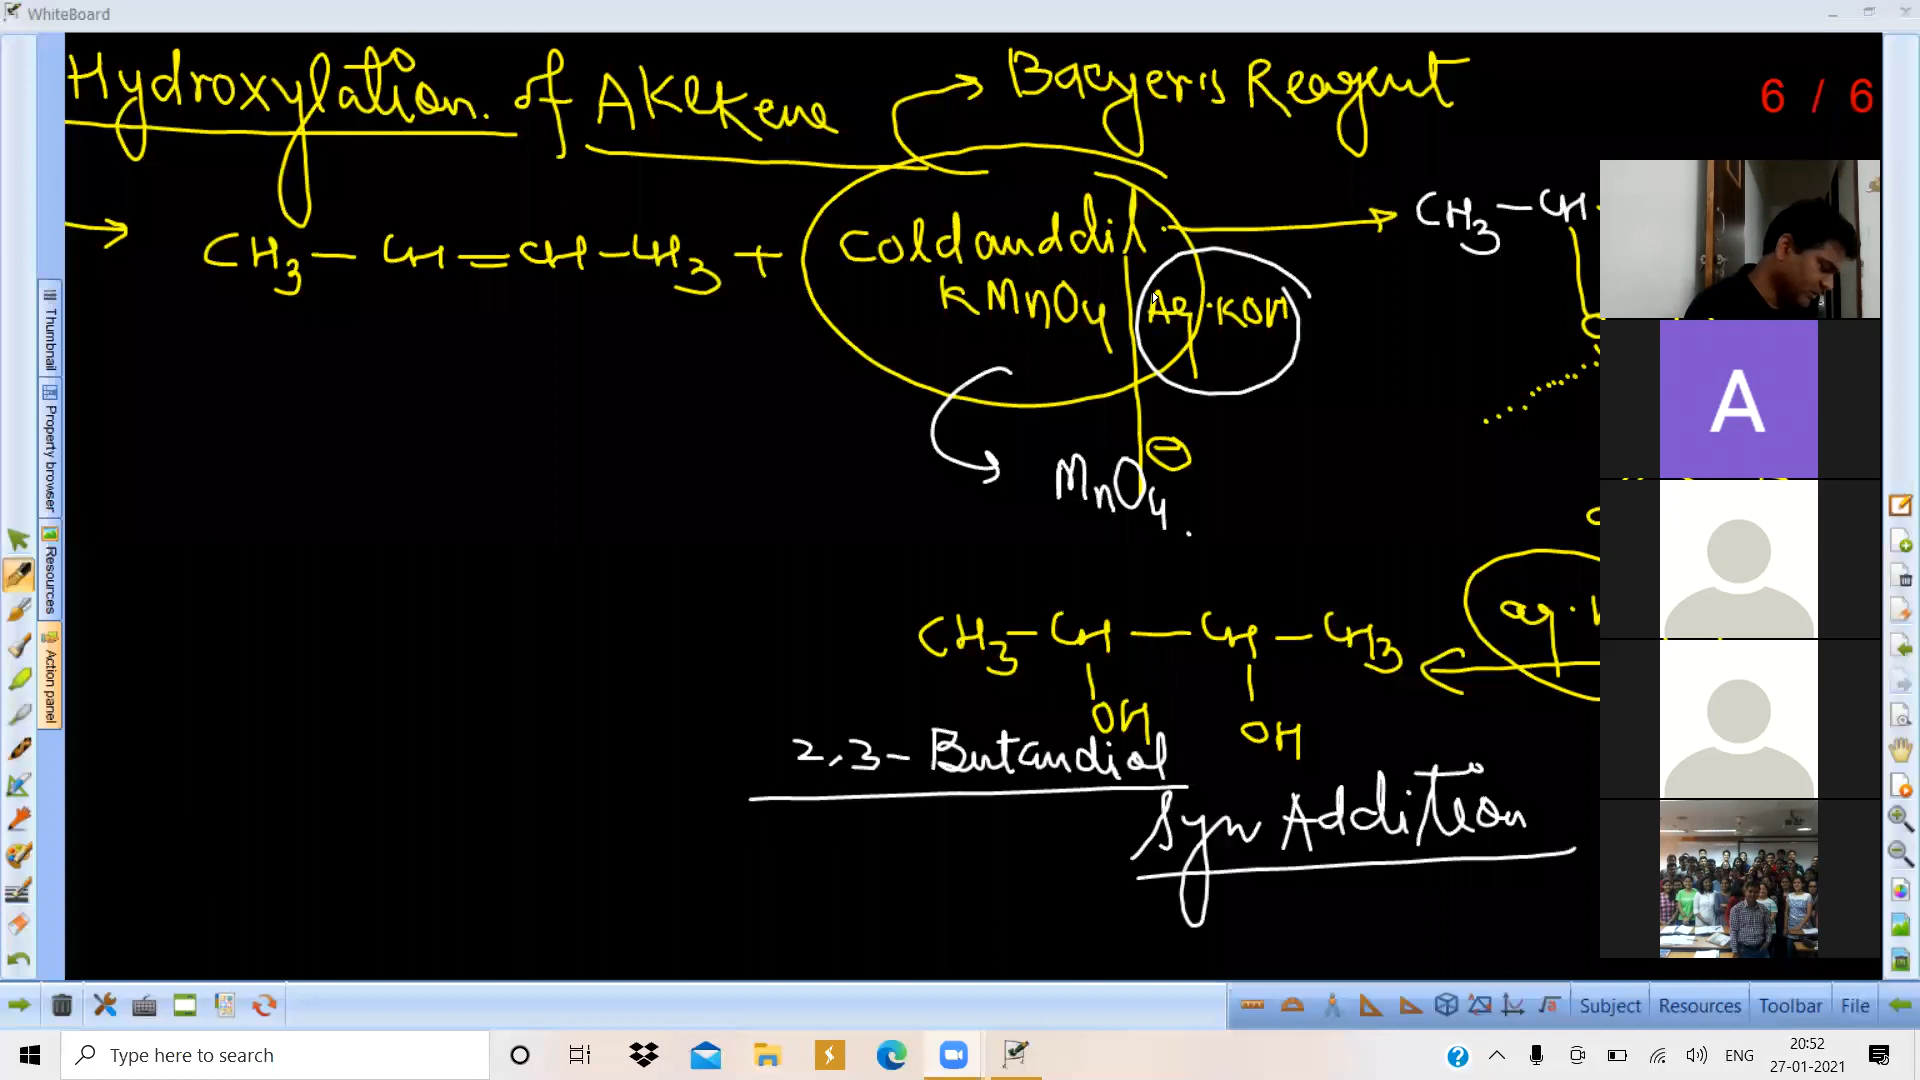 WhiteBoard
Hydroxylation of AKlKene
Baeyer's Reagent
6 / 6
CH3 – CH = CH – CH3 +
Cold and dil.
KMnO4
Aq. KOH
CH3 – CH
MnO4 ⊖
A
aq.
CH3 – CH — CH – CH3
OH OH
2,3- Butandiol
Syn Addition
Thumbnail
Property browser
Resources
Action panel
Subject
Resources
Toolbar
File
Type here to search
ENG
20:52
27-01-2021